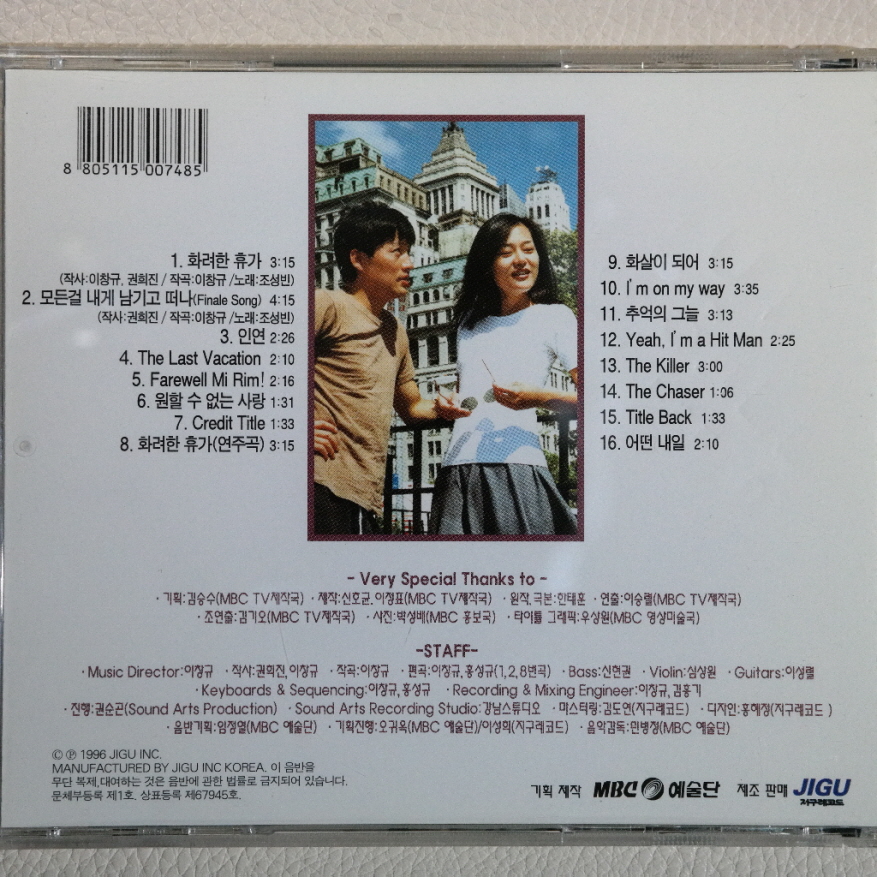 8 805115 007485
1. 화려한 휴가 3:15
(작사:이창규, 권희진 / 작곡:이창규 /노래:조성빈)
2. 모든걸 내게 남기고 떠나(Finale Song) 4:15
(작사:권희진 / 작곡:이창규 /노래:조성빈)
3. 인연 2:26
4. The Last Vacation 2:10
5. Farewell Mi Rim! 2:16
6. 원할 수 없는 사랑 1:31
7. Credit Title 1:33
8. 화려한 휴가(연주곡) 3:15
9. 화살이 되어 3:15
10. I'm on my way 3:35
11. 추억의 그늘 3:13
12. Yeah, I'm a Hit Man 2:25
13. The Killer 3:00
14. The Chaser 1:06
15. Title Back 1:33
16. 어떤 내일 2:10
- Very Special Thanks to -
· 기획:김승수(MBC TV제작국) · 제작:신호균, 이정표(MBC TV제작국) · 원작, 극본:인태훈 · 연출:이승렬(MBC TV제작국)
· 조연출:김기오(MBC TV제작국) · 사진:박성배(MBC 홍보국) · 타이틀 그래픽:우상원(MBC 영상미술국)
-STAFF-
· Music Director:이창규 · 작사:권희진, 이창규 · 작곡:이창규 · 편곡:이창규, 홍성규(1,2,8번곡) · Bass:신현권 · Violin:심상원 · Guitars:이성렬
· Keyboards & Sequencing:이창규, 홍성규 · Recording & Mixing Engineer:이창규, 김홍기
· 진행:권순곤(Sound Arts Production) · Sound Arts Recording Studio:강남스튜디오 · 마스터링:김도연(지구레코드) · 디자인:홍혜정(지구레코드 )
· 음반기획:임정열(MBC 예술단) · 기획진행:오귀옥(MBC 예술단)/이성희(지구레코드) · 음악감독:민병정(MBC 예술단)
© ℗ 1996 JIGU INC.
MANUFACTURED BY JIGU INC KOREA. 이 음반을
무단 복제, 대여하는 것은 음반에 관한 법률로 금지되어 있습니다.
문체부등록 제1호. 상표등록 제67945호.
기획 제작 MBC 예술단 제조 판매 JIGU
지구레코드